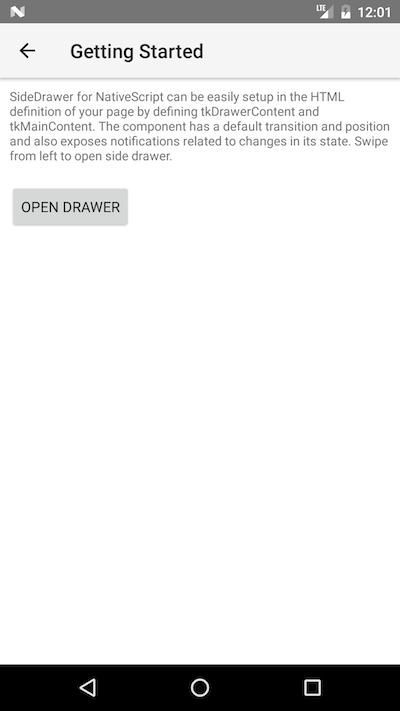 LTE 12:01
Getting Started
SideDrawer for NativeScript can be easily setup in the HTML
definition of your page by defining tkDrawerContent and
tkMainContent. The component has a default transition and position
and also exposes notifications related to changes in its state. Swipe
from left to open side drawer.
OPEN DRAWER